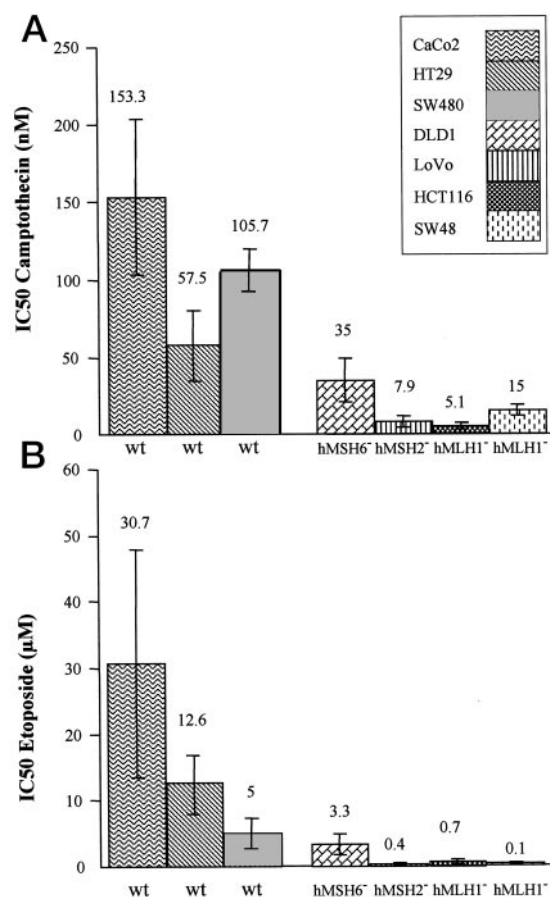 A
IC50 Camptothecin (nM)
250
200
150
100
50
0
153.3
57.5
105.7
35
7.9
5.1
15
wt wt wt hMSH6⁻ hMSH2⁻ hMLH1⁻ hMLH1⁻
CaCo2
HT29
SW480
DLD1
LoVo
HCT116
SW48
B
IC50 Etoposide (µM)
60
50
40
30
20
10
0
30.7
12.6
5
3.3
0.4
0.7
0.1
wt wt wt hMSH6⁻ hMSH2⁻ hMLH1⁻ hMLH1⁻